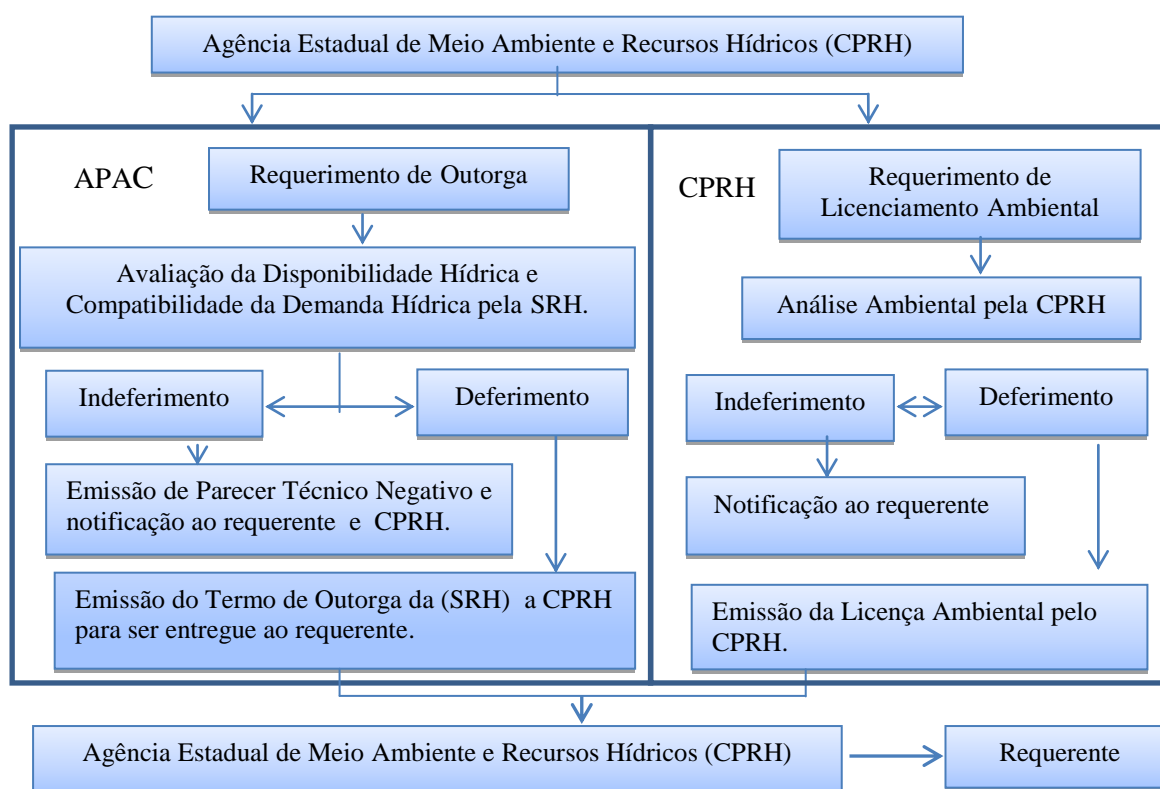 Agência Estadual de Meio Ambiente e Recursos Hídricos (CPRH)
APAC
Requerimento de Outorga
Avaliação da Disponibilidade Hídrica e
Compatibilidade da Demanda Hídrica pela SRH.
Indeferimento
Deferimento
Emissão de Parecer Técnico Negativo e
notificação ao requerente e CPRH.
Emissão do Termo de Outorga da (SRH) a CPRH
para ser entregue ao requerente.
CPRH
Requerimento de
Licenciamento Ambiental
Análise Ambiental pela CPRH
Indeferimento
Deferimento
Notificação ao requerente
Emissão da Licença Ambiental pelo
CPRH.
Agência Estadual de Meio Ambiente e Recursos Hídricos (CPRH)
Requerente